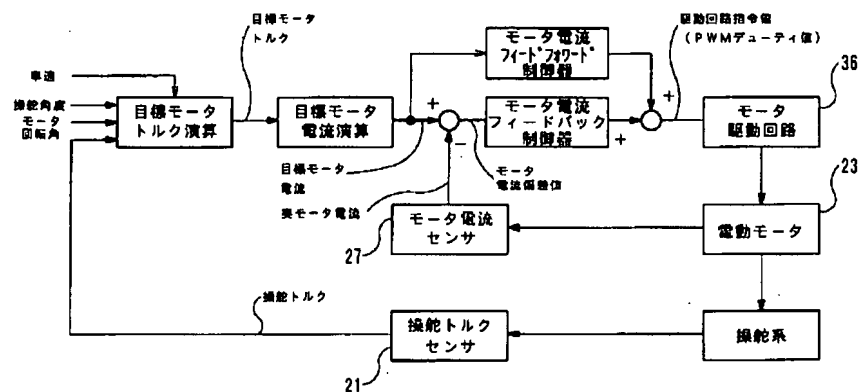 目標モータ
トルク
車速
操舵角度
モータ
回転角
目標モータ
トルク演算
目標モータ
電流演算
モータ電流
フィードフォワード
制御器
+
−
目標モータ
電流
実モータ電流
モータ
電流偏差値
モータ電流
フィードバック
制御器
+
+
駆動回路指令値
(PWMデューティ値)
36
モータ
駆動回路
23
電動モータ
モータ電流
センサ
27
操舵トルク
操舵トルク
センサ
21
操舵系